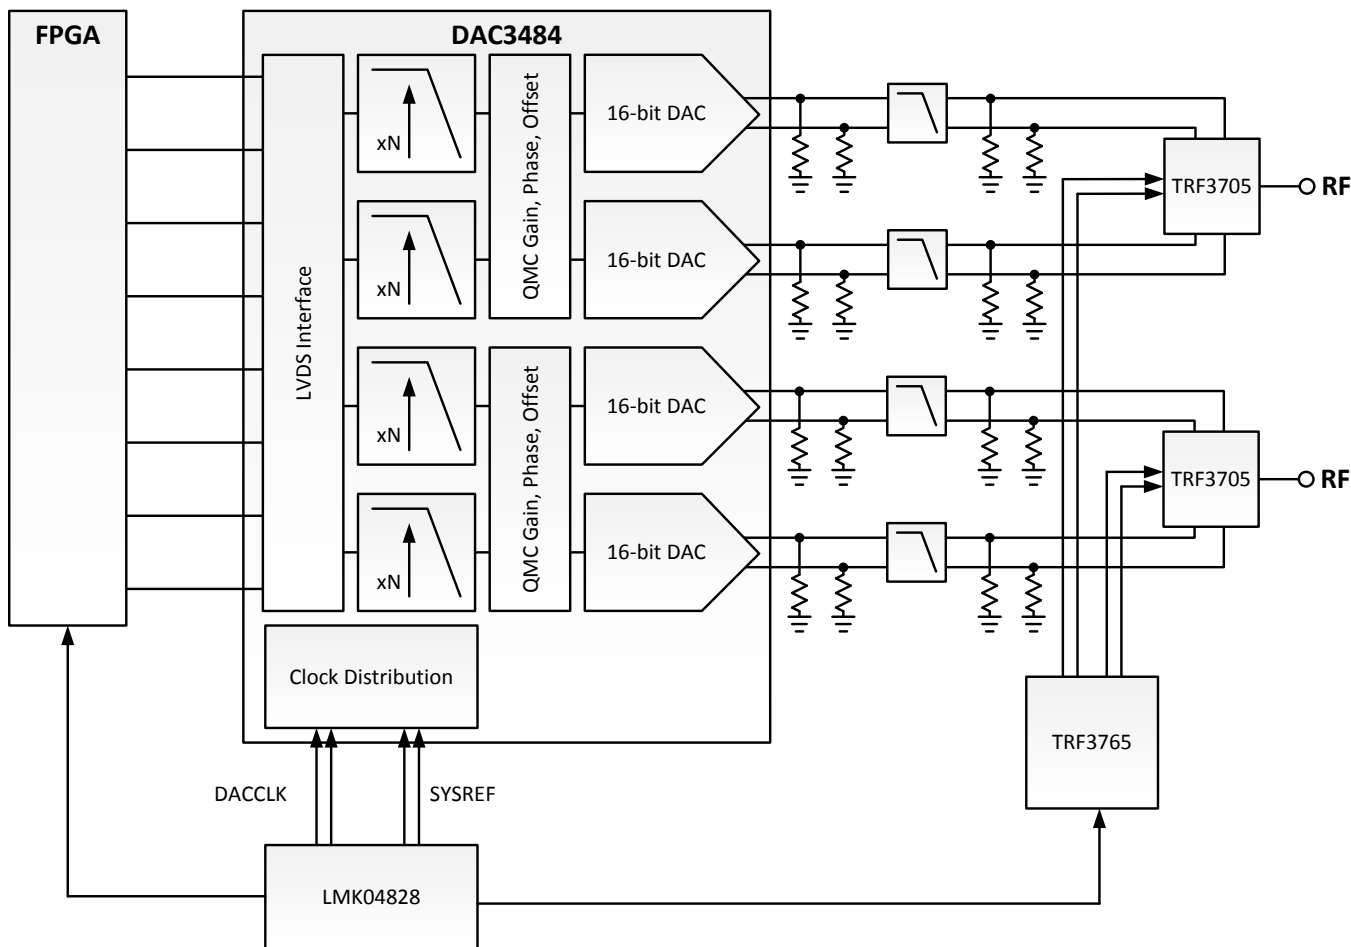 FPGA
DAC3484
LVDS Interface
xN
QMC Gain, Phase, Offset
16-bit DAC
xN
16-bit DAC
TRF3705
RF
xN
QMC Gain, Phase, Offset
16-bit DAC
xN
16-bit DAC
TRF3705
RF
Clock Distribution
TRF3765
DACCLK
SYSREF
LMK04828